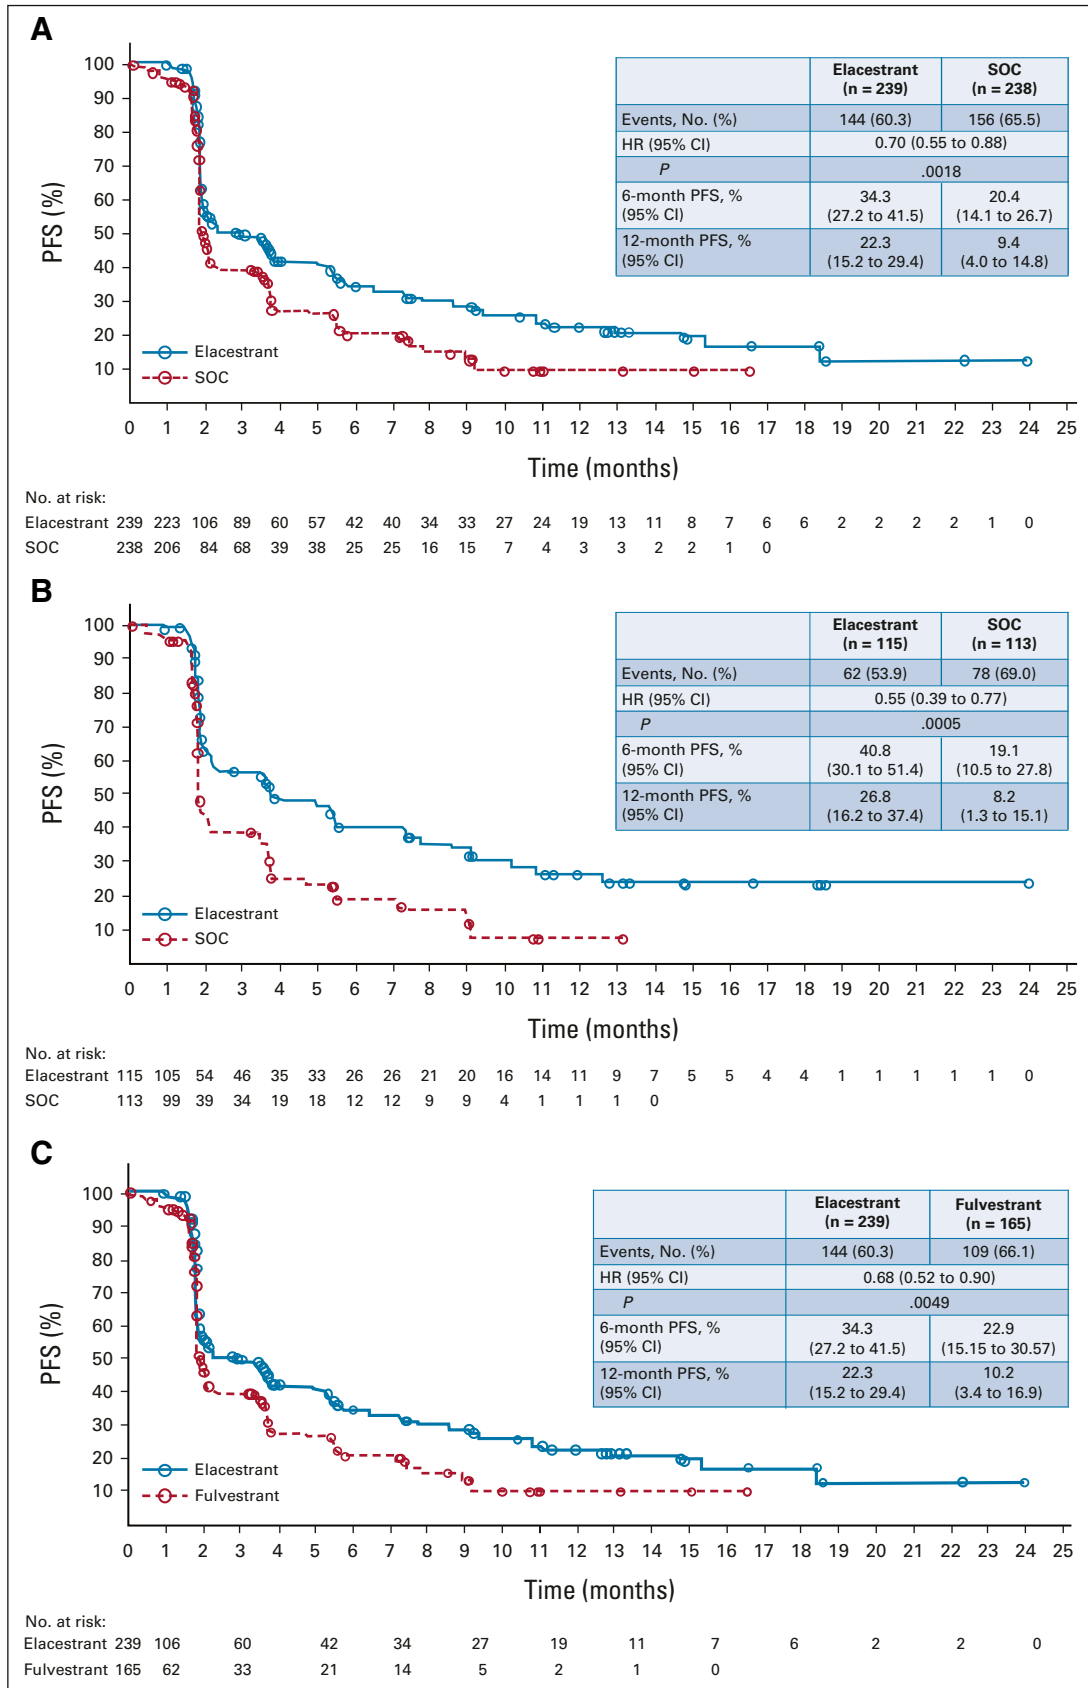 A
PFS (%)
100
90
80
70
60
50
40
30
20
10
Elacestrant
SOC
Elacestrant SOC
(n = 239) (n = 238)
Events, No. (%) 144 (60.3) 156 (65.5)
HR (95% CI) 0.70 (0.55 to 0.88)
P .0018
6-month PFS, % 34.3 20.4
(95% CI) (27.2 to 41.5) (14.1 to 26.7)
12-month PFS, % 22.3 9.4
(95% CI) (15.2 to 29.4) (4.0 to 14.8)
0 1 2 3 4 5 6 7 8 9 10 11 12 13 14 15 16 17 18 19 20 21 22 23 24 25
Time (months)
No. at risk:
Elacestrant 239 223 106 89 60 57 42 40 34 33 27 24 19 13 11 8 7 6 6 2 2 2 2 1 0
SOC 238 206 84 68 39 38 25 25 16 15 7 4 3 3 2 2 1 0
B
PFS (%)
100
90
80
70
60
50
40
30
20
10
Elacestrant
SOC
Elacestrant SOC
(n = 115) (n = 113)
Events, No. (%) 62 (53.9) 78 (69.0)
HR (95% CI) 0.55 (0.39 to 0.77)
P .0005
6-month PFS, % 40.8 19.1
(95% CI) (30.1 to 51.4) (10.5 to 27.8)
12-month PFS, % 26.8 8.2
(95% CI) (16.2 to 37.4) (1.3 to 15.1)
0 1 2 3 4 5 6 7 8 9 10 11 12 13 14 15 16 17 18 19 20 21 22 23 24 25
Time (months)
No. at risk:
Elacestrant 115 105 54 46 35 33 26 26 21 20 16 14 11 9 7 5 5 4 4 1 1 1 1 1 0
SOC 113 99 39 34 19 18 12 12 9 9 4 1 1 1 0
C
PFS (%)
100
90
80
70
60
50
40
30
20
10
Elacestrant
Fulvestrant
Elacestrant Fulvestrant
(n = 239) (n = 165)
Events, No. (%) 144 (60.3) 109 (66.1)
HR (95% CI) 0.68 (0.52 to 0.90)
P .0049
6-month PFS, % 34.3 22.9
(95% CI) (27.2 to 41.5) (15.15 to 30.57)
12-month PFS, % 22.3 10.2
(95% CI) (15.2 to 29.4) (3.4 to 16.9)
0 1 2 3 4 5 6 7 8 9 10 11 12 13 14 15 16 17 18 19 20 21 22 23 24 25
Time (months)
No. at risk:
Elacestrant 239 106 60 42 34 27 19 11 7 6 2 2 0
Fulvestrant 165 62 33 21 14 5 2 1 0